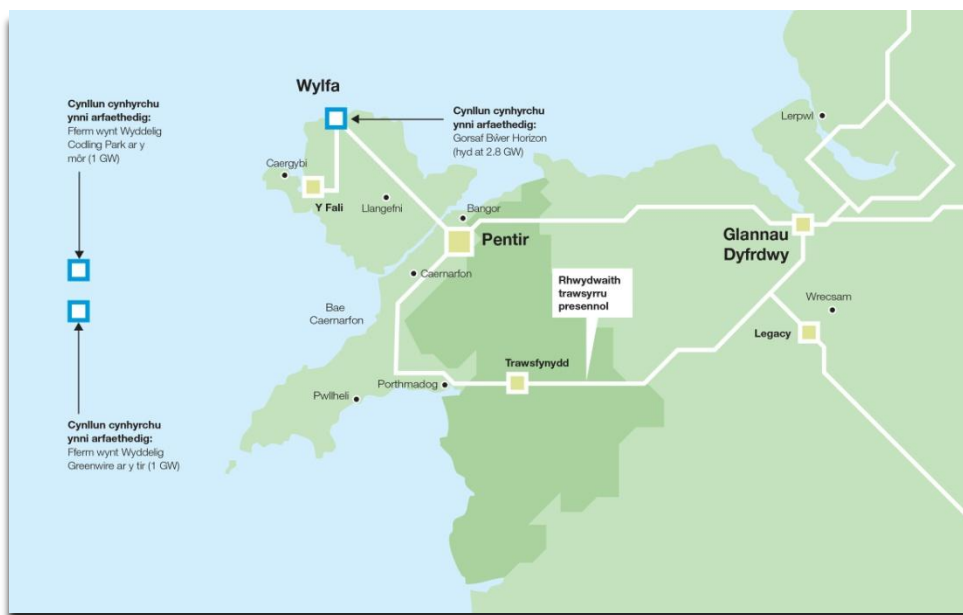 Wylfa
Cynllun cynhyrchu
ynni arfaethedig:
Fferm wynt Wyddelig
Codling Park ar y
môr (1 GW)
Cynllun cynhyrchu
ynni arfaethedig:
Gorsaf Bŵer Horizon
(hyd at 2.8 GW)
Lerpwl
Caergybi
Y Fali
Llangefni
Bangor
Pentir
Glannau
Dyfrdwy
Caernarfon
Rhwydwaith
trawsyrru
presennol
Bae
Caernarfon
Wrecsam
Legacy
Trawsfynydd
Porthmadog
Pwllheli
Cynllun cynhyrchu
ynni arfaethedig:
Fferm wynt Wyddelig
Greenwire ar y tir (1 GW)